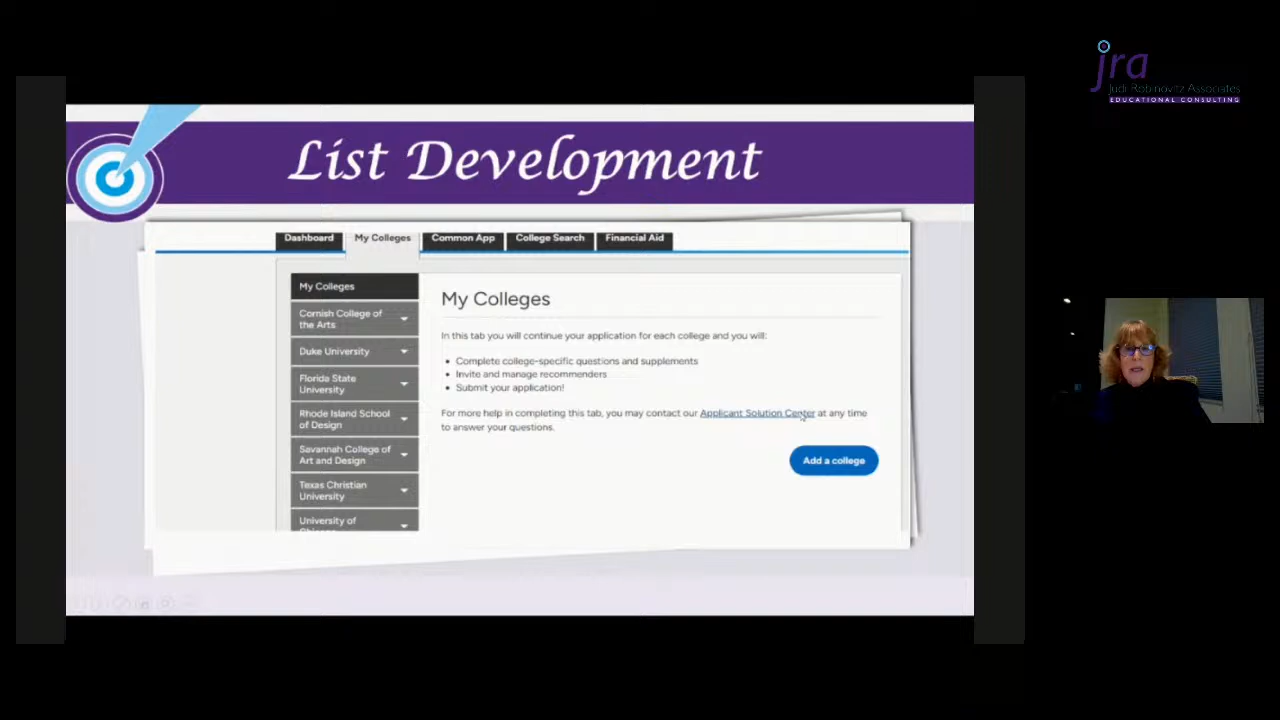 jra
Judi Robinovitz Associates
EDUCATIONAL CONSULTING
List Development
Dashboard
My Colleges
Common App
College Search
Financial Aid
My Colleges
Cornish College of
the Arts
Duke University
Florida State
University
Rhode Island School
of Design
Savannah College of
Art and Design
Texas Christian
University
University of
My Colleges
In this tab you will continue your application for each college and you will:
• Complete college-specific questions and supplements
• Invite and manage recommenders
• Submit your application!
For more help in completing this tab, you may contact our Applicant Solution Center at any time
to answer your questions.
Add a college